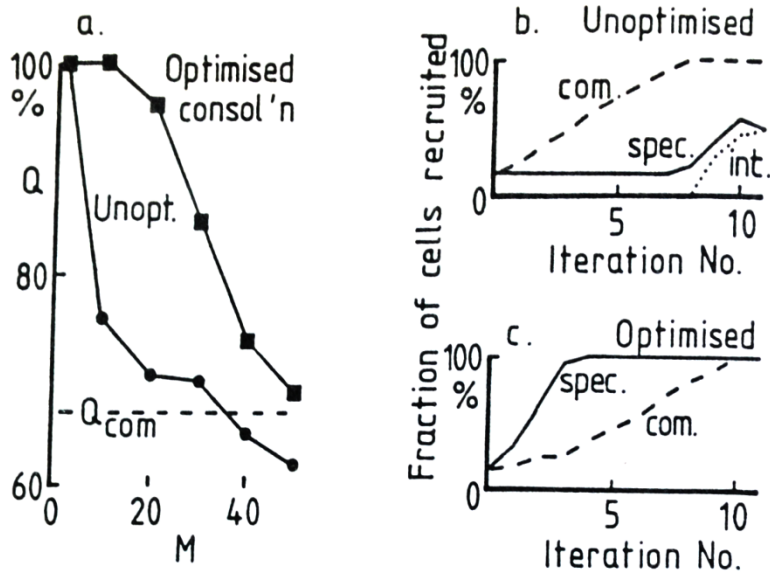 a.
100
%
Q
80
60
Optimised
consol'n
Unopt.
Qcom
0
20
40
M
Fraction of cells recruited
b. Unoptimised
100
%
com.
spec.
int.
0
5
10
Iteration No.
c. Optimised
100
%
spec.
com.
0
5
10
Iteration No.